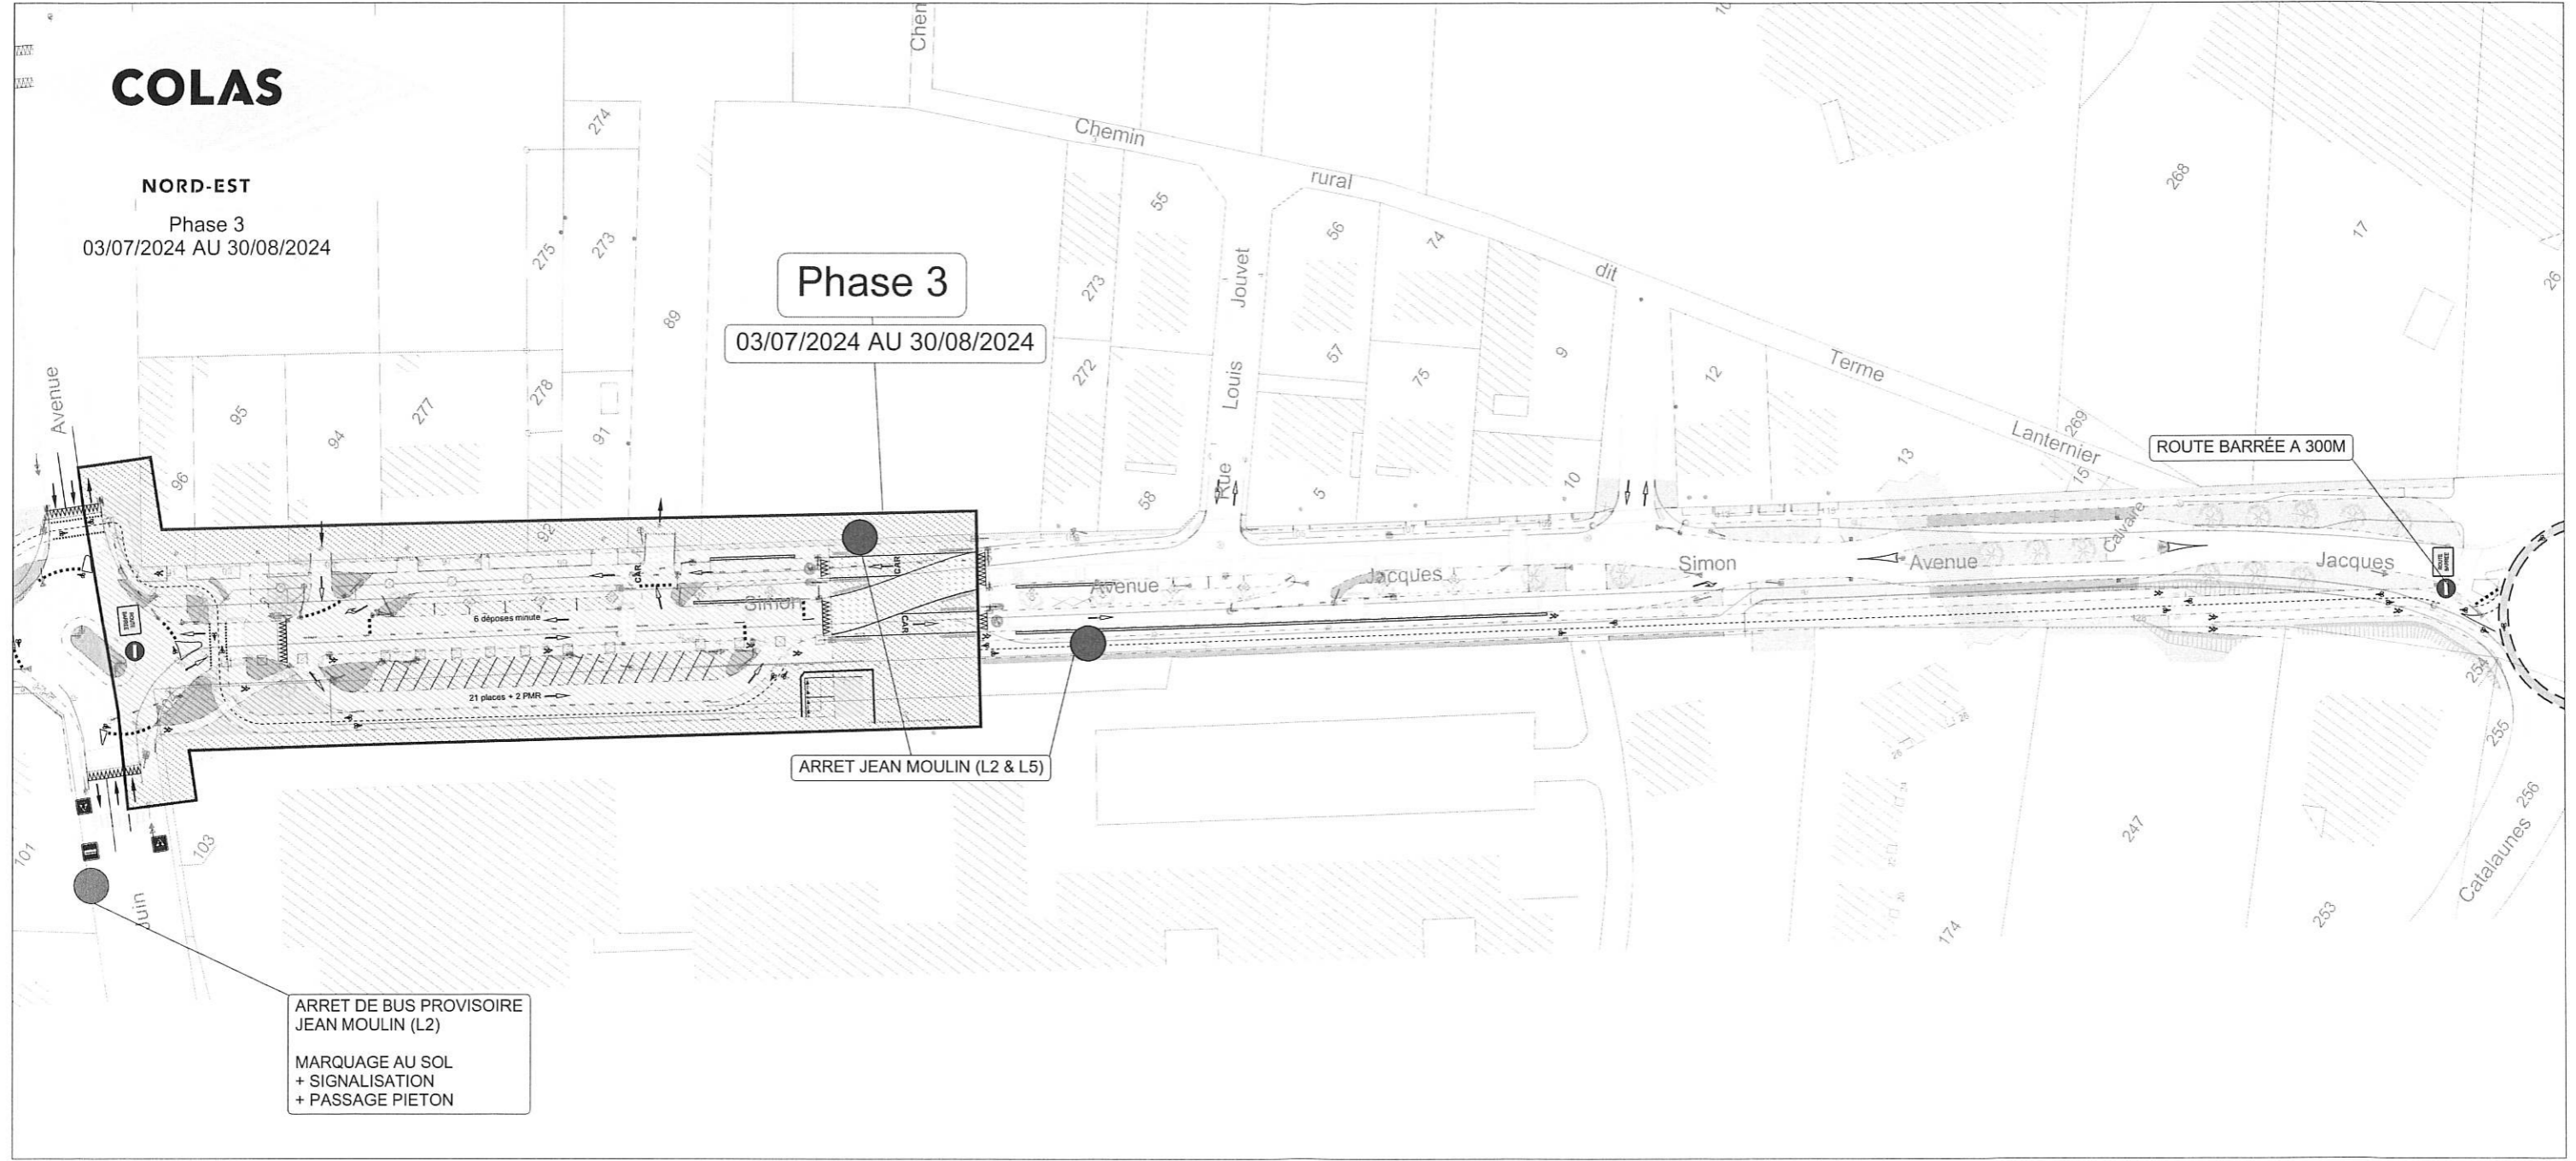 COLAS
NORD-EST
Phase 3
03/07/2024 AU 30/08/2024
Phase 3
03/07/2024 AU 30/08/2024
Chemin
rural
dit
Terme
Lanternier
Rue
Louis
Jouvet
Avenue
Simon
Avenue
Jacques
Simon
Avenue
Jacques
Calvaire
Catalaunes
Juin
ROUTE BARRÉE A 300M
ROUTE BARRÉE
6 déposes minute
21 places + 2 PMR
CAR
CAR
CAR
ARRET JEAN MOULIN (L2 & L5)
ARRET DE BUS PROVISOIRE
JEAN MOULIN (L2)
MARQUAGE AU SOL
+ SIGNALISATION
+ PASSAGE PIETON
274
275
273
89
95
94
277
278
91
96
92
55
273
272
58
56
74
57
75
9
5
10
12
13
15
269
268
17
26
101
103
174
247
253
254
255
256